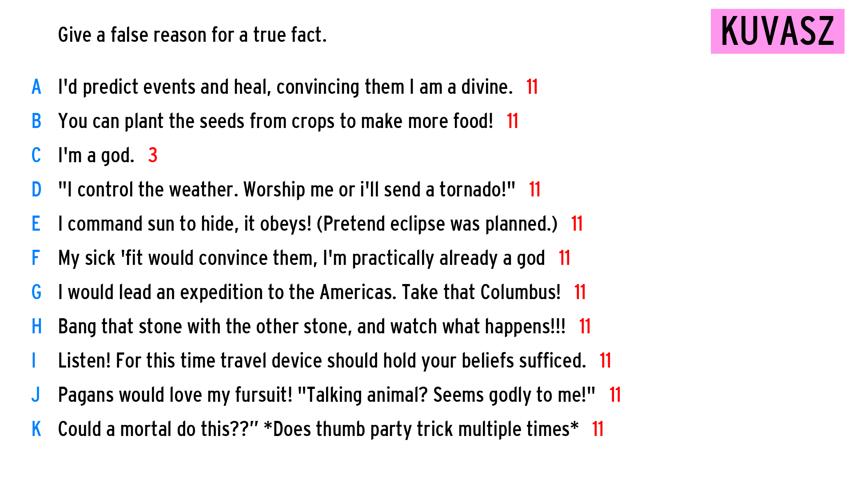 Give a false reason for a true fact.
KUVASZ
A I'd predict events and heal, convincing them I am a divine. 11
B You can plant the seeds from crops to make more food! 11
C I'm a god. 3
D "I control the weather. Worship me or i'll send a tornado!" 11
E I command sun to hide, it obeys! (Pretend eclipse was planned.) 11
F My sick 'fit would convince them, I'm practically already a god 11
G I would lead an expedition to the Americas. Take that Columbus! 11
H Bang that stone with the other stone, and watch what happens!!! 11
I Listen! For this time travel device should hold your beliefs sufficed. 11
J Pagans would love my fursuit! "Talking animal? Seems godly to me!" 11
K Could a mortal do this??” *Does thumb party trick multiple times* 11